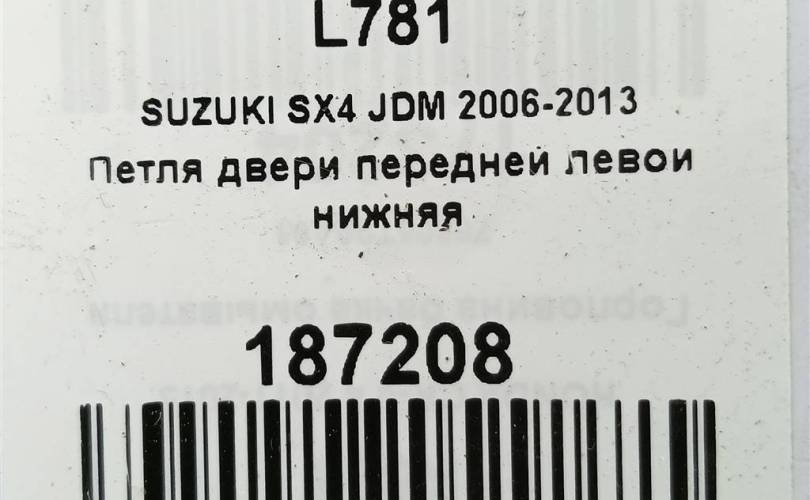 L781
SUZUKI SX4 JDM 2006-2013
Петля двери передней левой
нижняя
187208